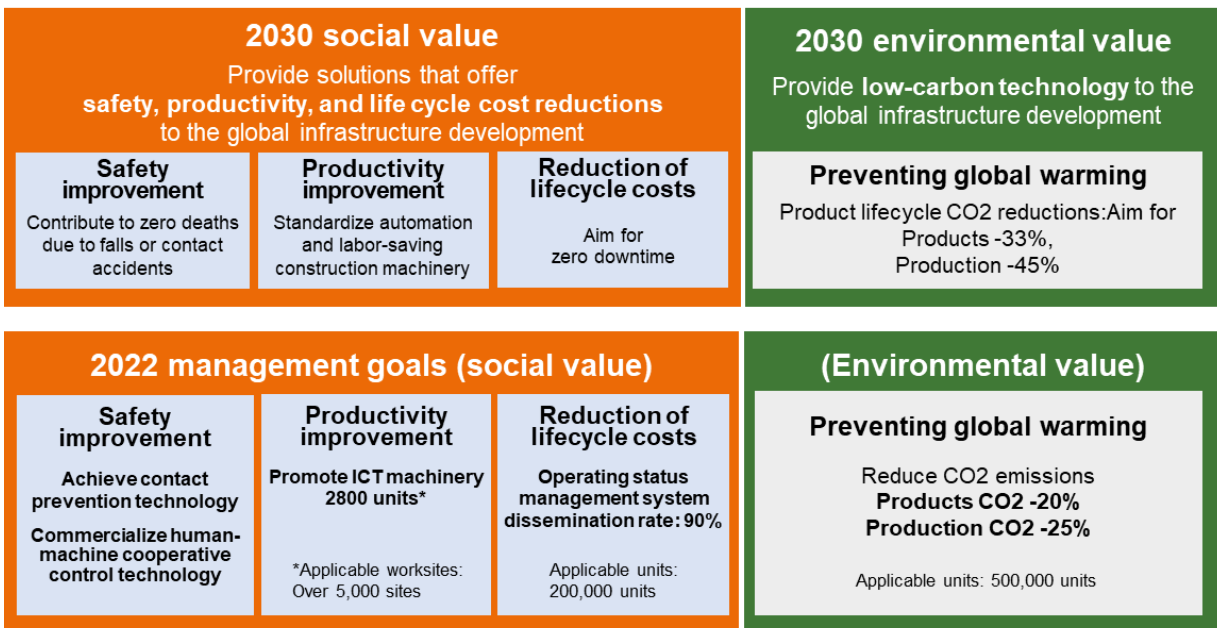 2030 social value
Provide solutions that offer
safety, productivity, and life cycle cost reductions
to the global infrastructure development
Safety
improvement
Contribute to zero deaths
due to falls or contact
accidents
Productivity
improvement
Standardize automation
and labor-saving
construction machinery
Reduction of
lifecycle costs
Aim for
zero downtime
2030 environmental value
Provide low-carbon technology to the
global infrastructure development
Preventing global warming
Product lifecycle CO2 reductions:Aim for
Products -33%,
Production -45%
2022 management goals (social value)
Safety
improvement
Achieve contact
prevention technology
Commercialize human-
machine cooperative
control technology
Productivity
improvement
Promote ICT machinery
2800 units*
*Applicable worksites:
Over 5,000 sites
Reduction of
lifecycle costs
Operating status
management system
dissemination rate: 90%
Applicable units:
200,000 units
(Environmental value)
Preventing global warming
Reduce CO2 emissions
Products CO2 -20%
Production CO2 -25%
Applicable units: 500,000 units